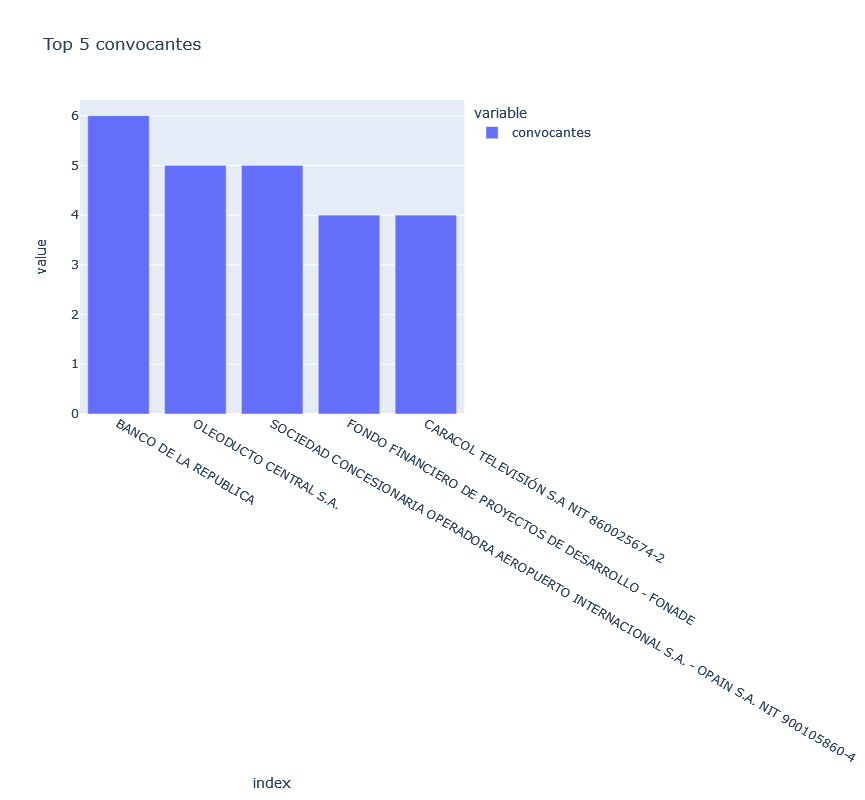 Top 5 convocantes
variable
convocantes
value
6
5
4
3
2
1
0
BANCO DE LA REPUBLICA
OLEODUCTO CENTRAL S.A.
SOCIEDAD CONCESIONARIA OPERADORA AEROPUERTO INTERNACIONAL S.A. - OPAIN S.A. NIT 900105860-4
FONDO FINANCIERO DE PROYECTOS DE DESARROLLO - FONADE
CARACOL TELEVISIÓN S.A NIT 860025674-2
index